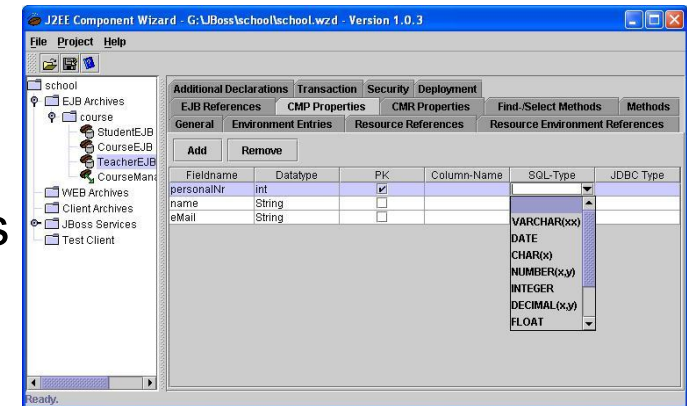 J2EE Component Wizard - G:\JBoss\school\school.wzd - Version 1.0.3
File Project Help
school
EJB Archives
course
StudentEJB
CourseEJB
TeacherEJB
CourseMana
WEB Archives
Client Archives
JBoss Services
Test Client
s
Additional Declarations Transaction Security Deployment
EJB References CMP Properties CMR Properties Find-/Select Methods Methods
General Environment Entries Resource References Resource Environment References
Add Remove
Fieldname Datatype PK Column-Name SQL-Type JDBC Type
personalNr int
name String
eMail String
VARCHAR(xx)
DATE
CHAR(x)
NUMBER(x,y)
INTEGER
DECIMAL(x,y)
FLOAT
Ready.